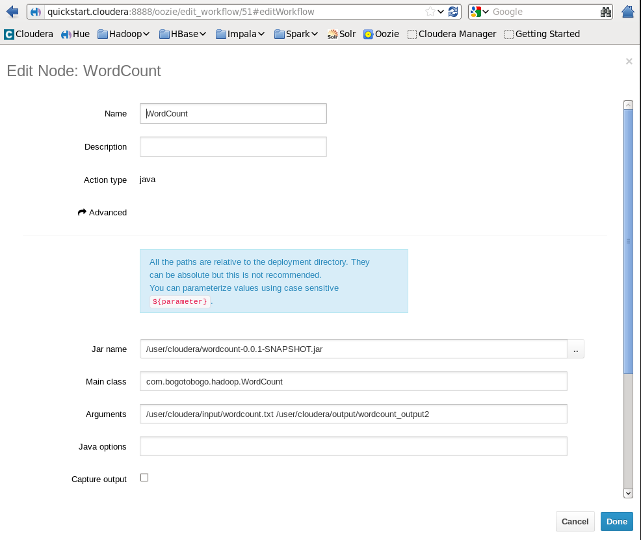 quickstart.cloudera:8888/oozie/edit_workflow/51#editWorkflow Google
Cloudera Hue Hadoop HBase Impala Spark Solr Oozie Cloudera Manager Getting Started
Edit Node: WordCount ×
Name WordCount
Description
Action type java
Advanced
All the paths are relative to the deployment directory. They
can be absolute but this is not recommended.
You can parameterize values using case sensitive
${parameter} .
Jar name /user/cloudera/wordcount-0.0.1-SNAPSHOT.jar ..
Main class com.bogotobogo.hadoop.WordCount
Arguments /user/cloudera/input/wordcount.txt /user/cloudera/output/wordcount_output2
Java options
Capture output
Cancel Done